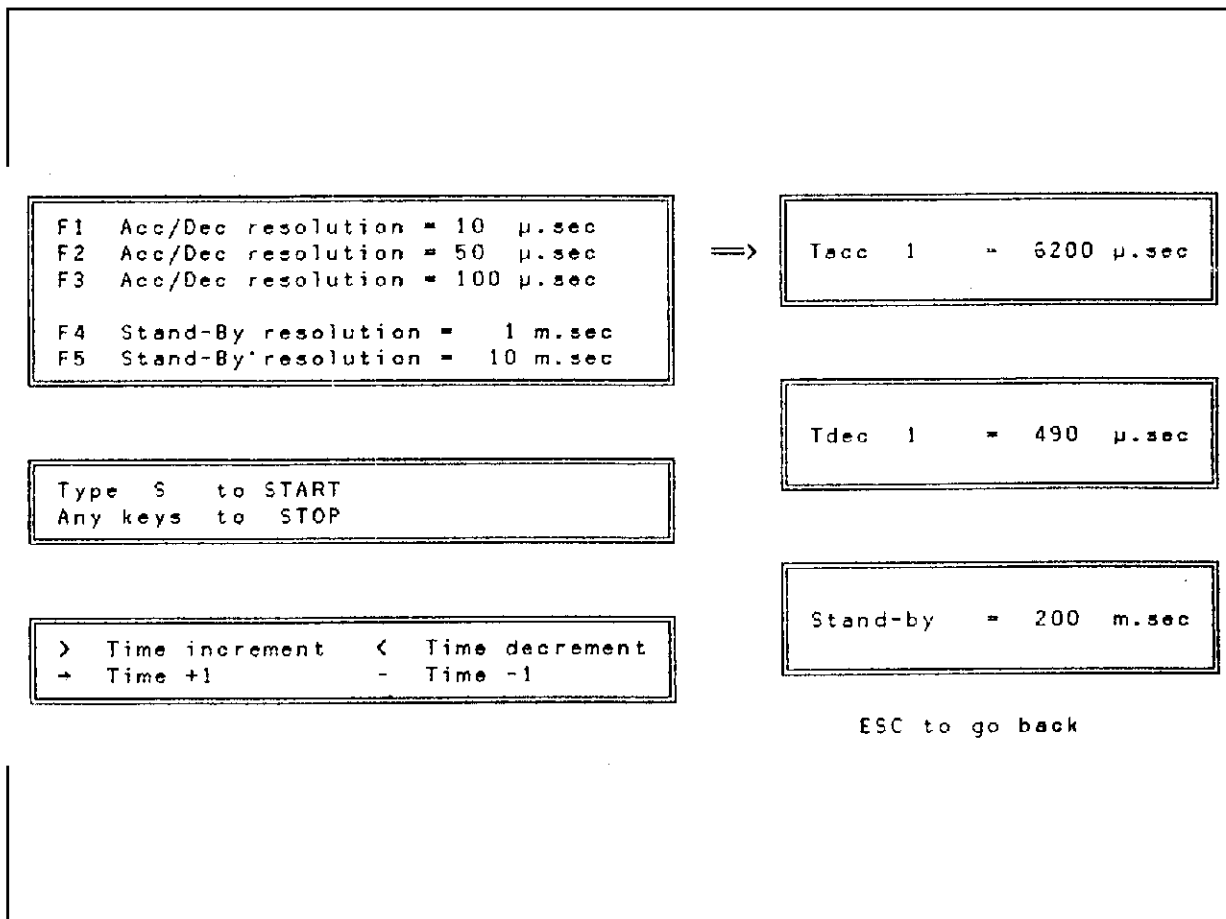 F1 Acc/Dec resolution = 10 µ.sec
F2 Acc/Dec resolution = 50 µ.sec
F3 Acc/Dec resolution = 100 µ.sec
F4 Stand-By resolution = 1 m.sec
F5 Stand-By resolution = 10 m.sec
Type S to START
Any keys to STOP
> Time increment < Time decrement
+ Time +1 - Time -1
==> Tacc 1 = 6200 µ.sec
Tdec 1 = 490 µ.sec
Stand-by = 200 m.sec
ESC to go back